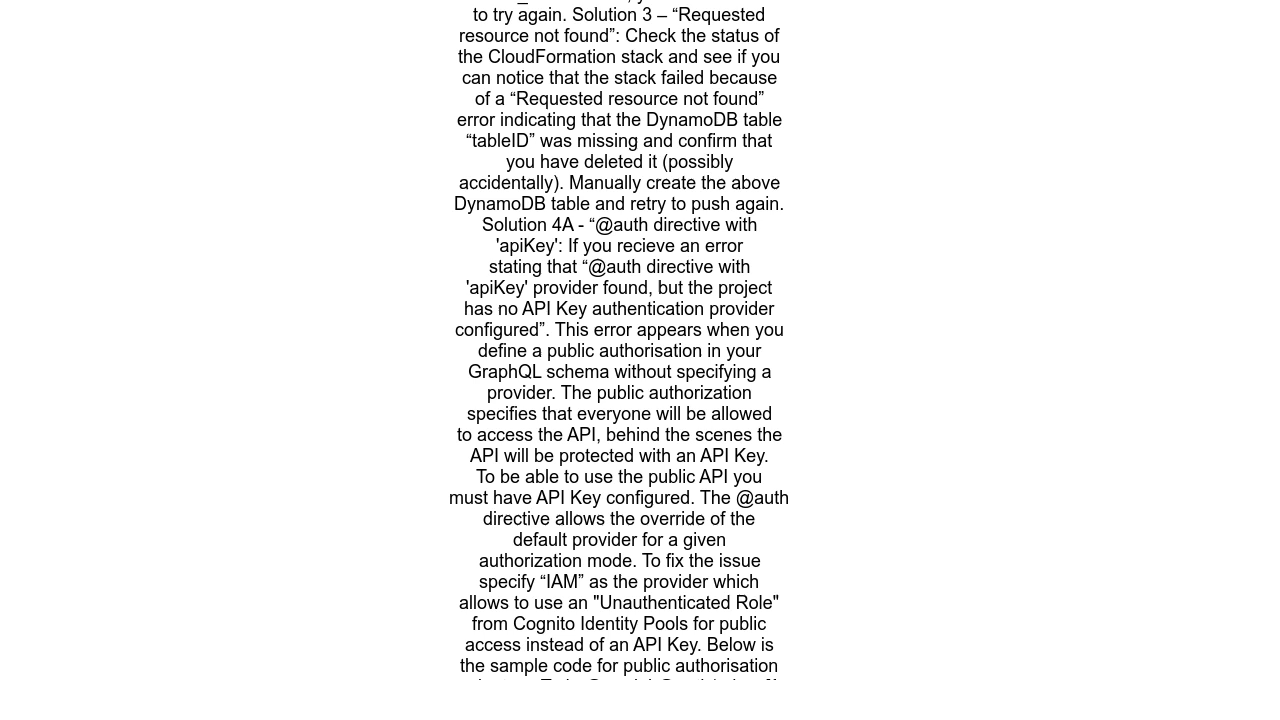 to try again. Solution 3 – “Requested
resource not found”: Check the status of
the CloudFormation stack and see if you
can notice that the stack failed because
of a “Requested resource not found”
error indicating that the DynamoDB table
“tableID” was missing and confirm that
you have deleted it (possibly
accidentally). Manually create the above
DynamoDB table and retry to push again.
Solution 4A - “@auth directive with
'apiKey': If you recieve an error
stating that “@auth directive with
'apiKey' provider found, but the project
has no API Key authentication provider
configured”. This error appears when you
define a public authorisation in your
GraphQL schema without specifying a
provider. The public authorization
specifies that everyone will be allowed
to access the API, behind the scenes the
API will be protected with an API Key.
To be able to use the public API you
must have API Key configured. The @auth
directive allows the override of the
default provider for a given
authorization mode. To fix the issue
specify “IAM” as the provider which
allows to use an "Unauthenticated Role"
from Cognito Identity Pools for public
access instead of an API Key. Below is
the sample code for public authorisation